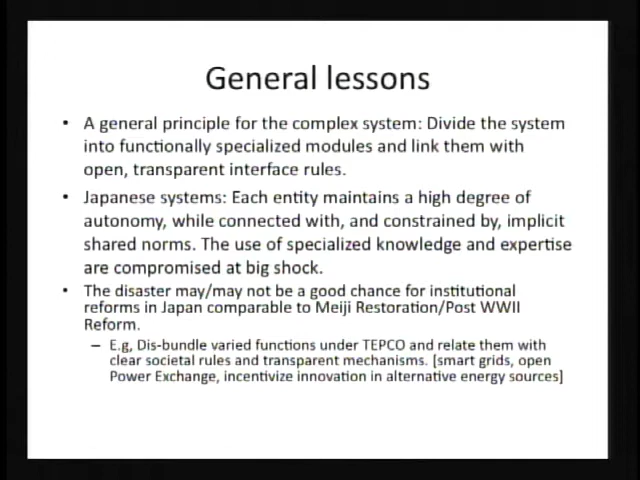 General lessons
• A general principle for the complex system: Divide the system
into functionally specialized modules and link them with
open, transparent interface rules.
• Japanese systems: Each entity maintains a high degree of
autonomy, while connected with, and constrained by, implicit
shared norms. The use of specialized knowledge and expertise
are compromised at big shock.
• The disaster may/may not be a good chance for institutional
reforms in Japan comparable to Meiji Restoration/Post WWII
Reform.
– E.g, Dis-bundle varied functions under TEPCO and relate them with
clear societal rules and transparent mechanisms. [smart grids, open
Power Exchange, incentivize innovation in alternative energy sources]